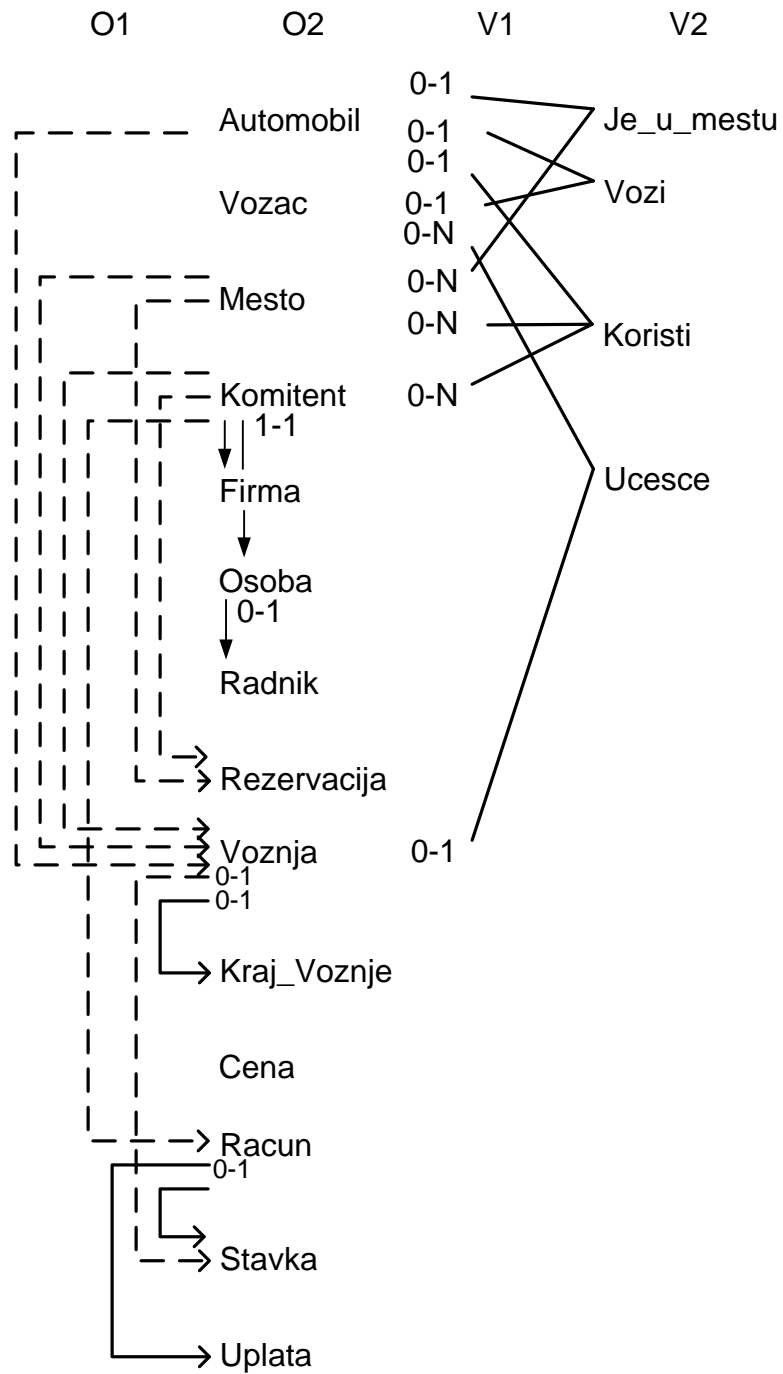 O1 O2 V1 V2
0-1
Automobil 0-1 Je_u_mestu
0-1
Vozac 0-1 Vozi
0-N
Mesto 0-N
0-N Koristi
Komitent 0-N
1-1
Firma Ucesce
Osoba
0-1
Radnik
Rezervacija
Voznja 0-1
0-1
0-1
Kraj_Voznje
Cena
Racun
0-1
Stavka
Uplata